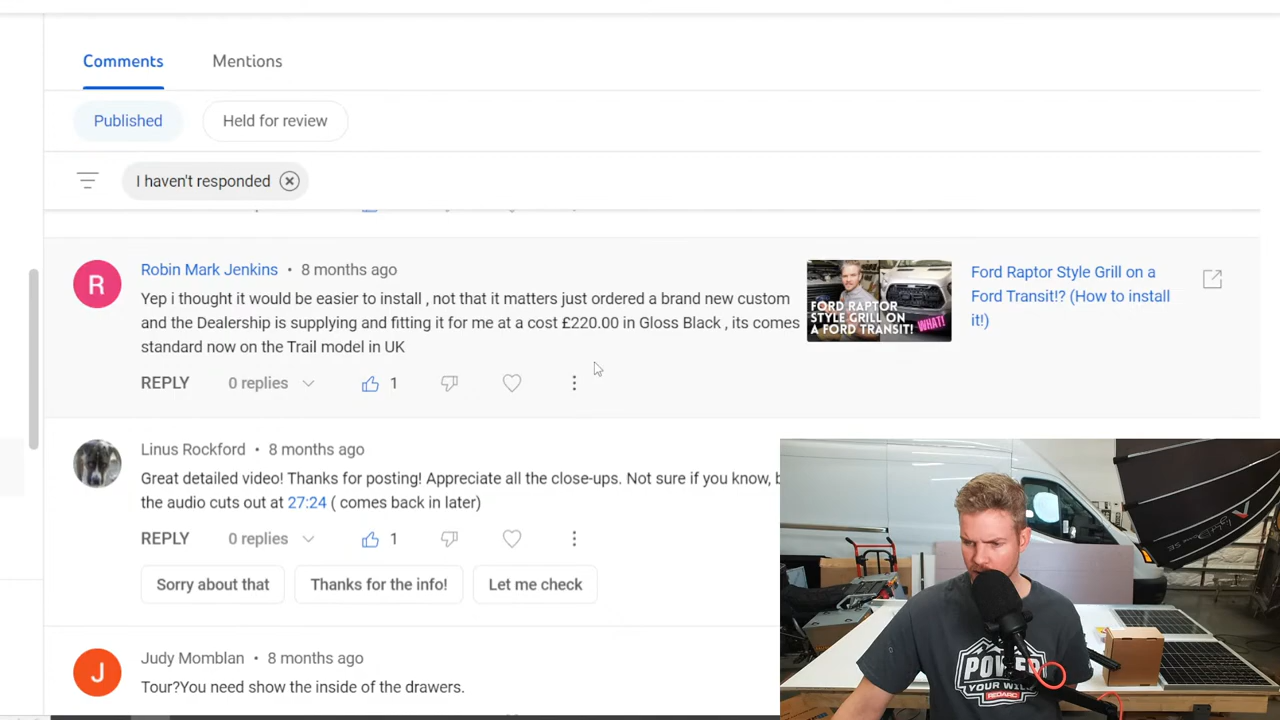 Comments Mentions
Published Held for review
I haven't responded
R Robin Mark Jenkins • 8 months ago
Yep i thought it would be easier to install , not that it matters just ordered a brand new custom
and the Dealership is supplying and fitting it for me at a cost £220.00 in Gloss Black , its comes
standard now on the Trail model in UK
REPLY 0 replies 1
FORD RAPTOR
STYLE GRILL ON
A FORD TRANSIT! WHAT!
Ford Raptor Style Grill on a
Ford Transit!? (How to install
it!)
Linus Rockford • 8 months ago
Great detailed video! Thanks for posting! Appreciate all the close-ups. Not sure if you know,
the audio cuts out at 27:24 ( comes back in later)
REPLY 0 replies 1
Sorry about that Thanks for the info! Let me check
J Judy Momblan • 8 months ago
Tour?You need show the inside of the drawers.
POWER
YOUR WILD
REDARC